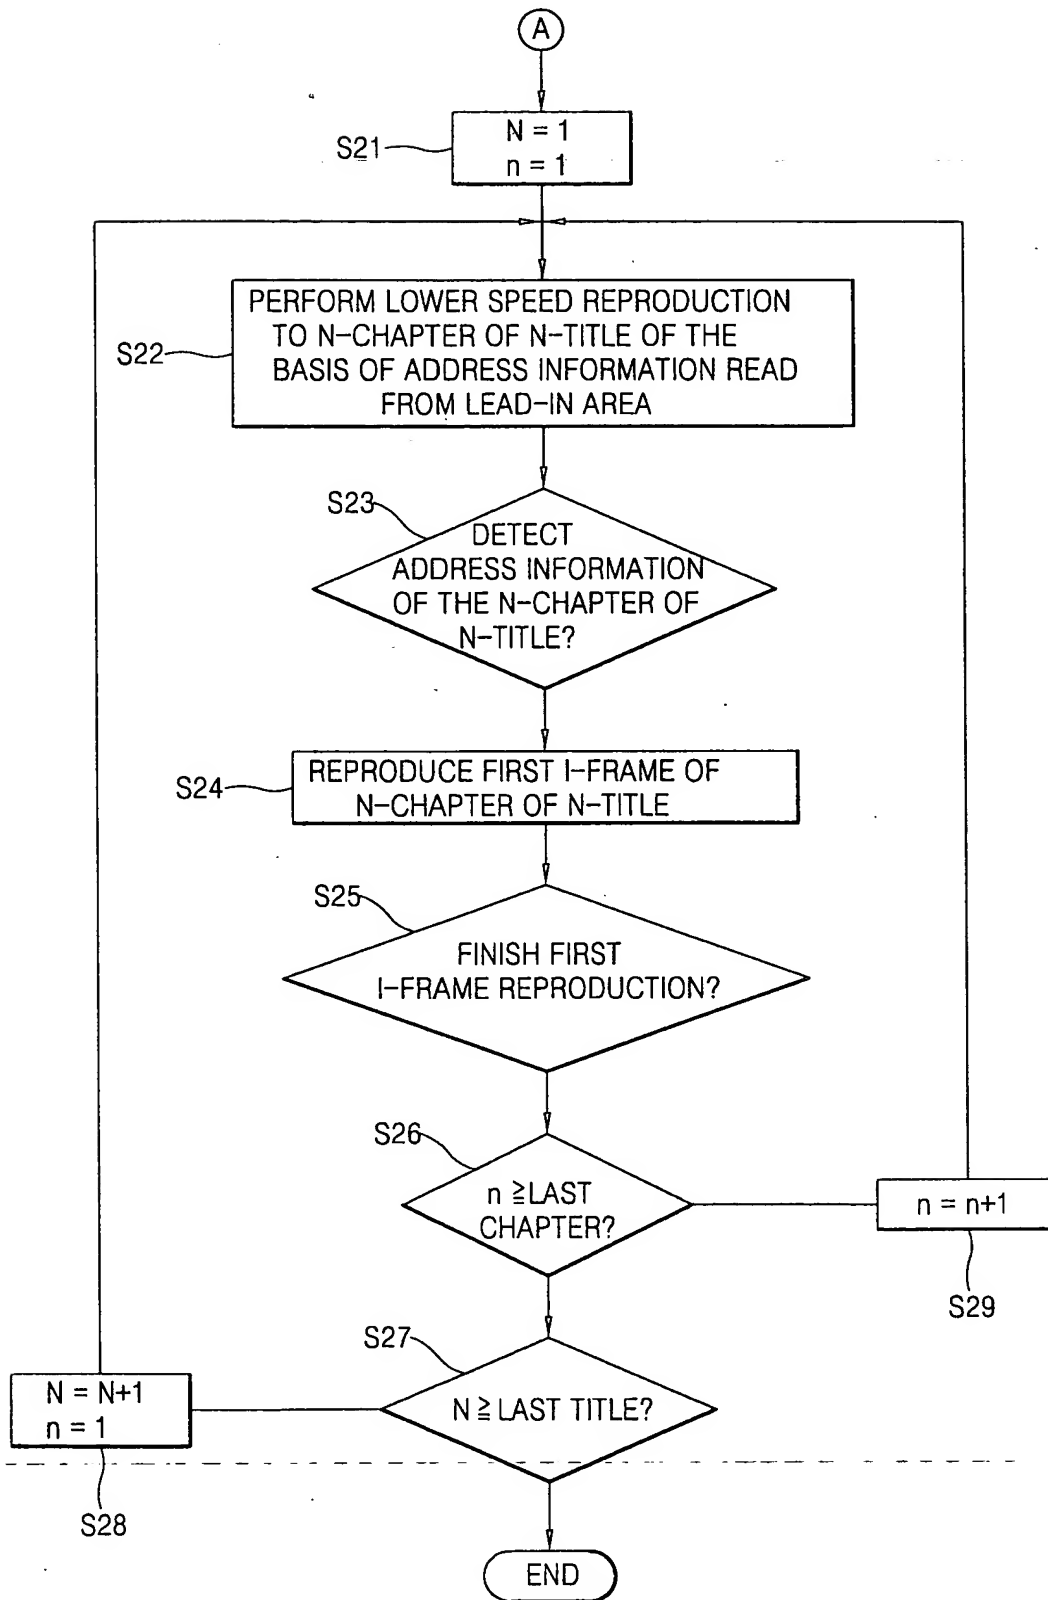 A
S21
N = 1
n = 1
S22
PERFORM LOWER SPEED REPRODUCTION
TO N-CHAPTER OF N-TITLE OF THE
BASIS OF ADDRESS INFORMATION READ
FROM LEAD-IN AREA
S23
DETECT
ADDRESS INFORMATION
OF THE N-CHAPTER OF
N-TITLE?
S24
REPRODUCE FIRST I-FRAME OF
N-CHAPTER OF N-TITLE
S25
FINISH FIRST
I-FRAME REPRODUCTION?
S26
n ≧LAST
CHAPTER?
n = n+1
S29
S27
N ≧ LAST TITLE?
N = N+1
n = 1
S28
END